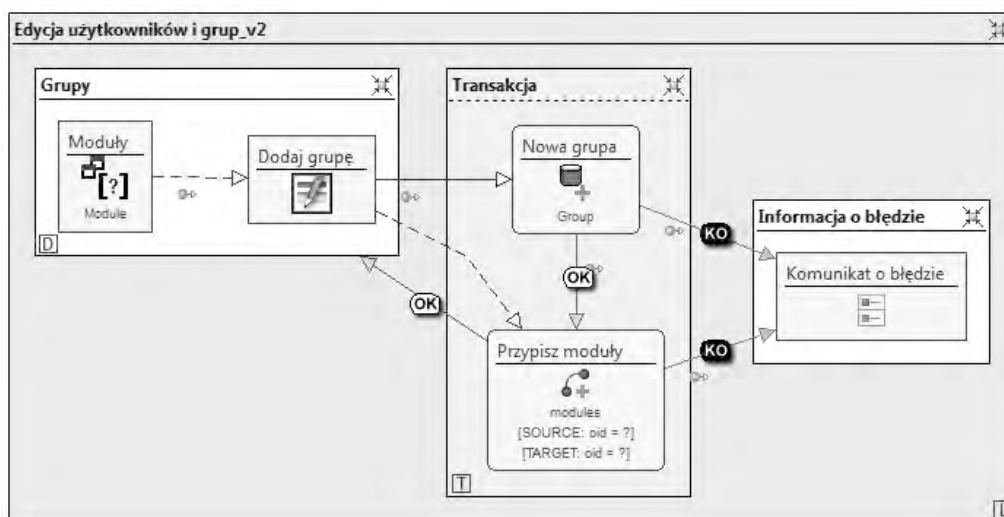 Edycja użytkowników i grup_v2
Grupy
Moduły
[?]
Module
Dodaj grupę
D
Transakcja
Nowa grupa
Group
OK
OK
KO
Przypisz moduły
modules
[SOURCE: oid = ?]
[TARGET: oid = ?]
T
KO
Informacja o błędzie
Komunikat o błędzie